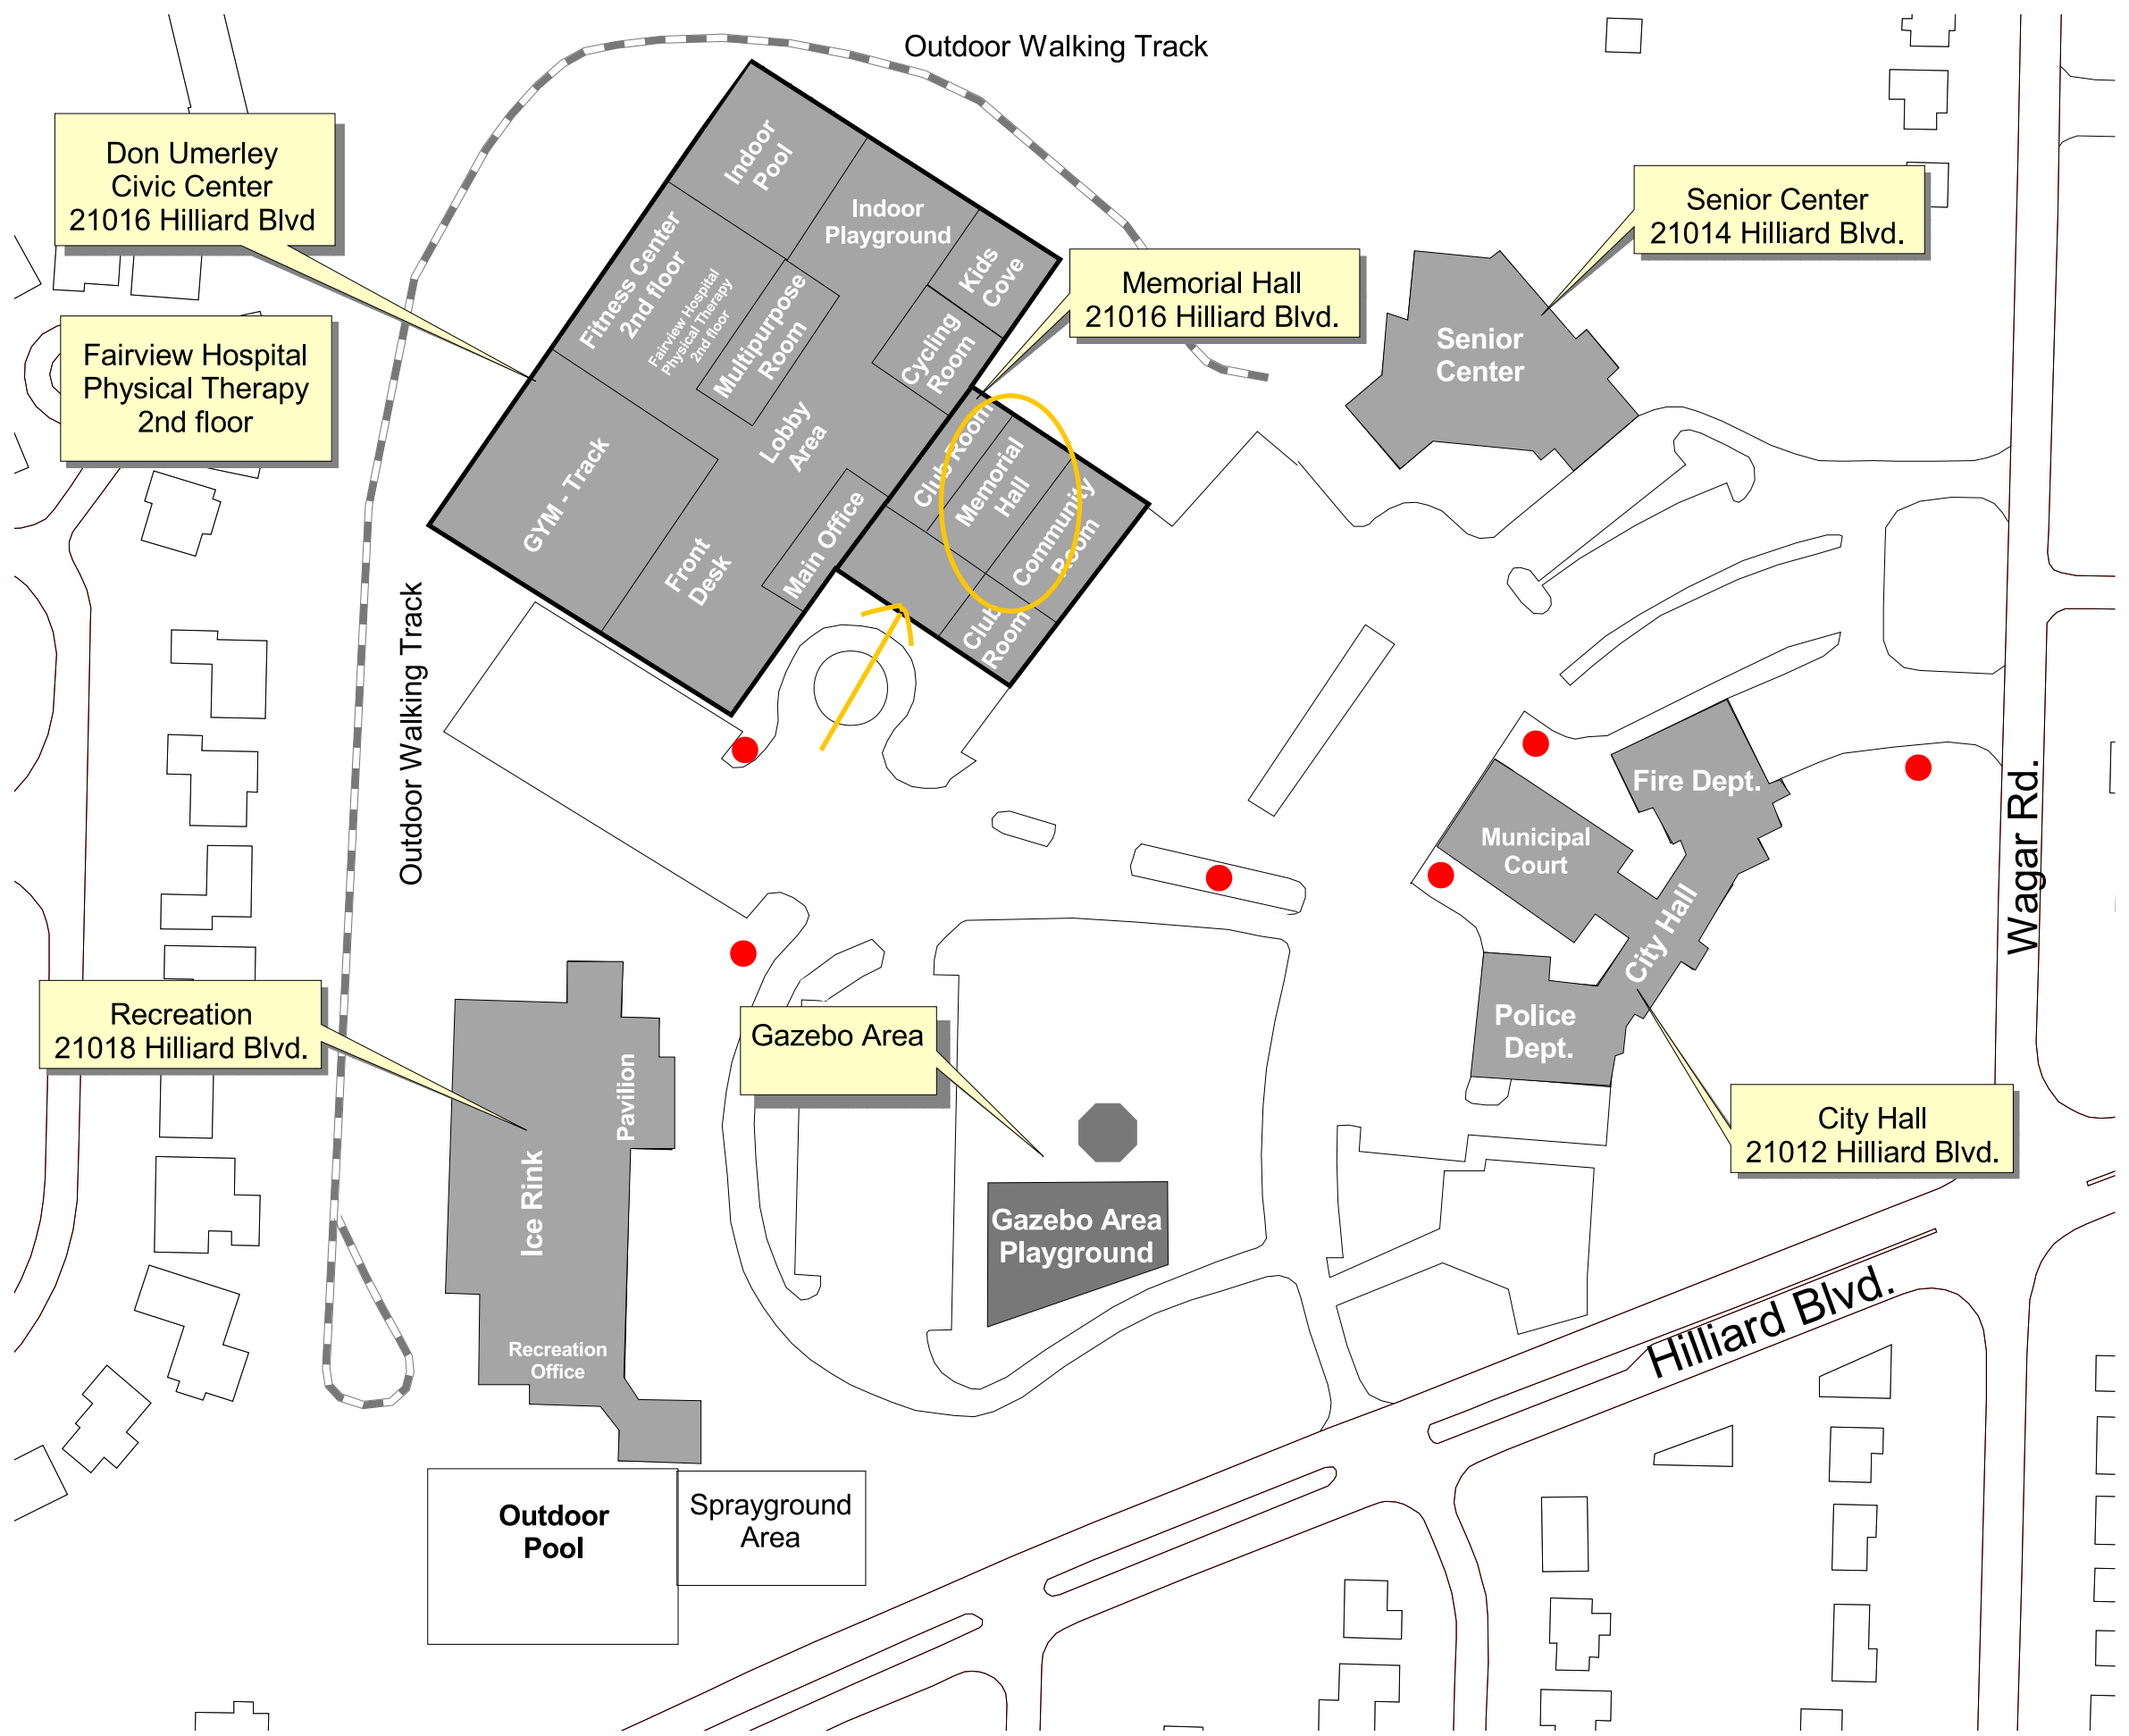 Outdoor Walking Track
Don Umerley
Civic Center
21016 Hilliard Blvd
Fairview Hospital
Physical Therapy
2nd floor
Indoor
Pool
Indoor
Playground
Kids
Cove
Fitness Center
2nd floor
Fairview Hospital
Physical Therapy
2nd floor
Multipurpose
Room
Cycling
Room
Lobby
Area
GYM - Track
Front
Desk
Main Office
Memorial Hall
21016 Hilliard Blvd.
Club Room
Memorial
Hall
Community
Room
Club
Room
Senior Center
21014 Hilliard Blvd.
Senior
Center
Outdoor Walking Track
Fire Dept.
Municipal
Court
City Hall
Police
Dept.
Wagar Rd.
City Hall
21012 Hilliard Blvd.
Recreation
21018 Hilliard Blvd.
Pavilion
Ice Rink
Recreation
Office
Gazebo Area
Gazebo Area
Playground
Hilliard Blvd.
Outdoor
Pool
Sprayground
Area